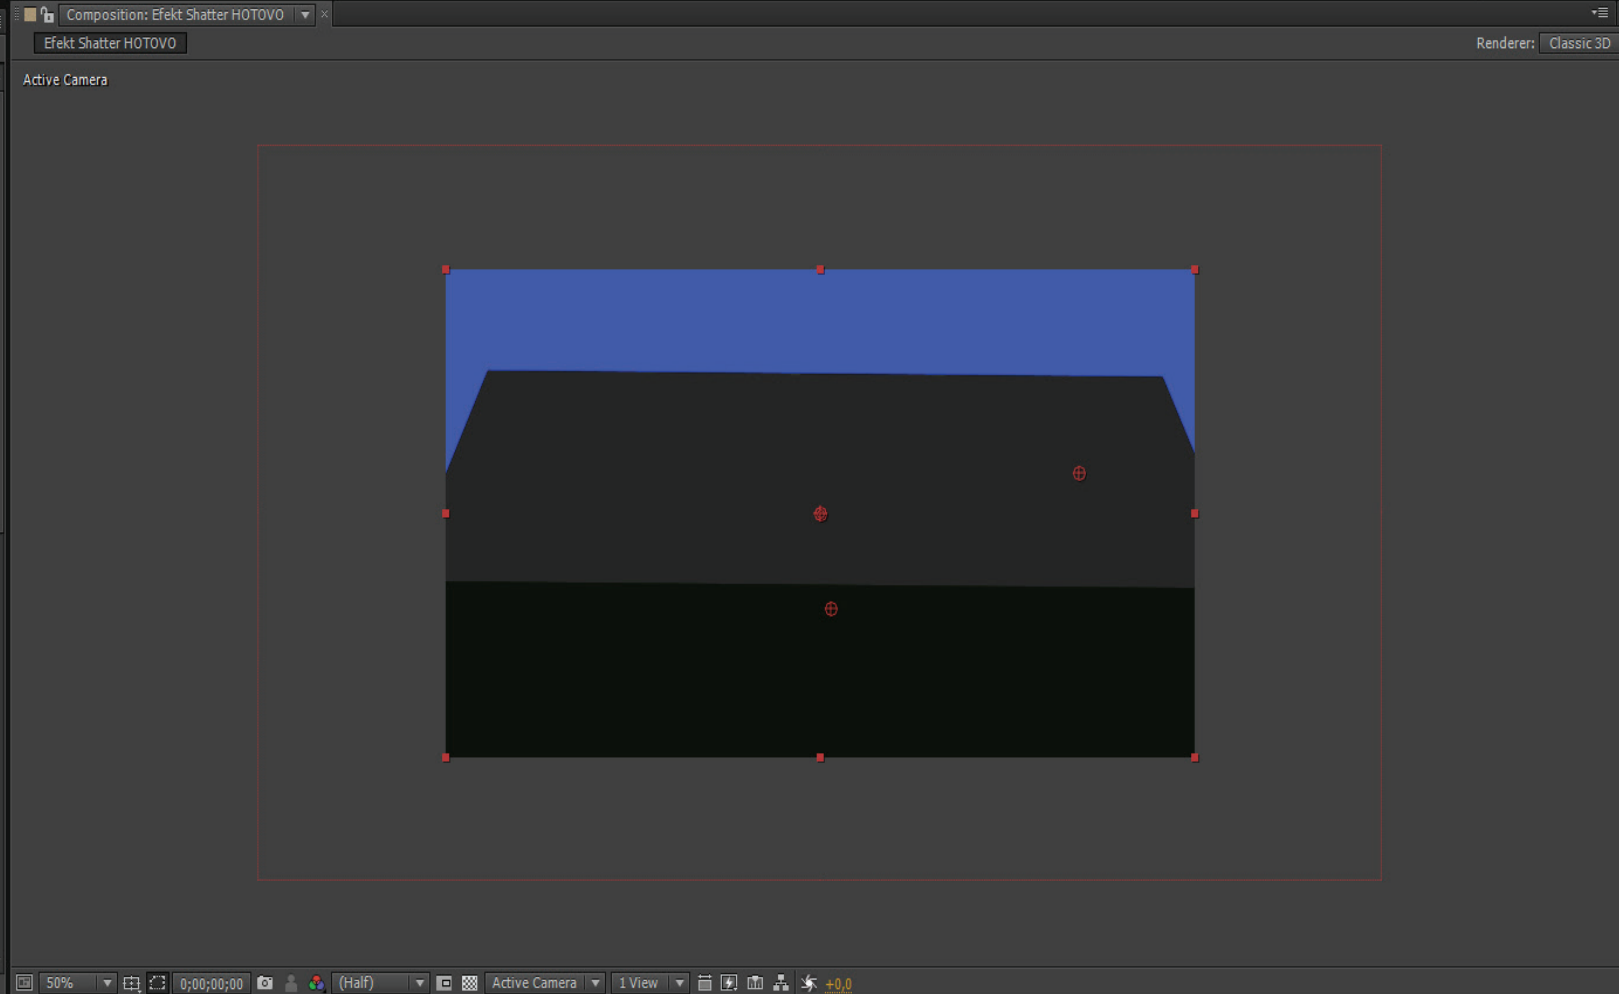 Composition: Efekt Shatter HOTOVO
Efekt Shatter HOTOVO
Renderer: Classic 3D
Active Camera
50% 0;00;00;00 (Half) Active Camera 1 View +0,0